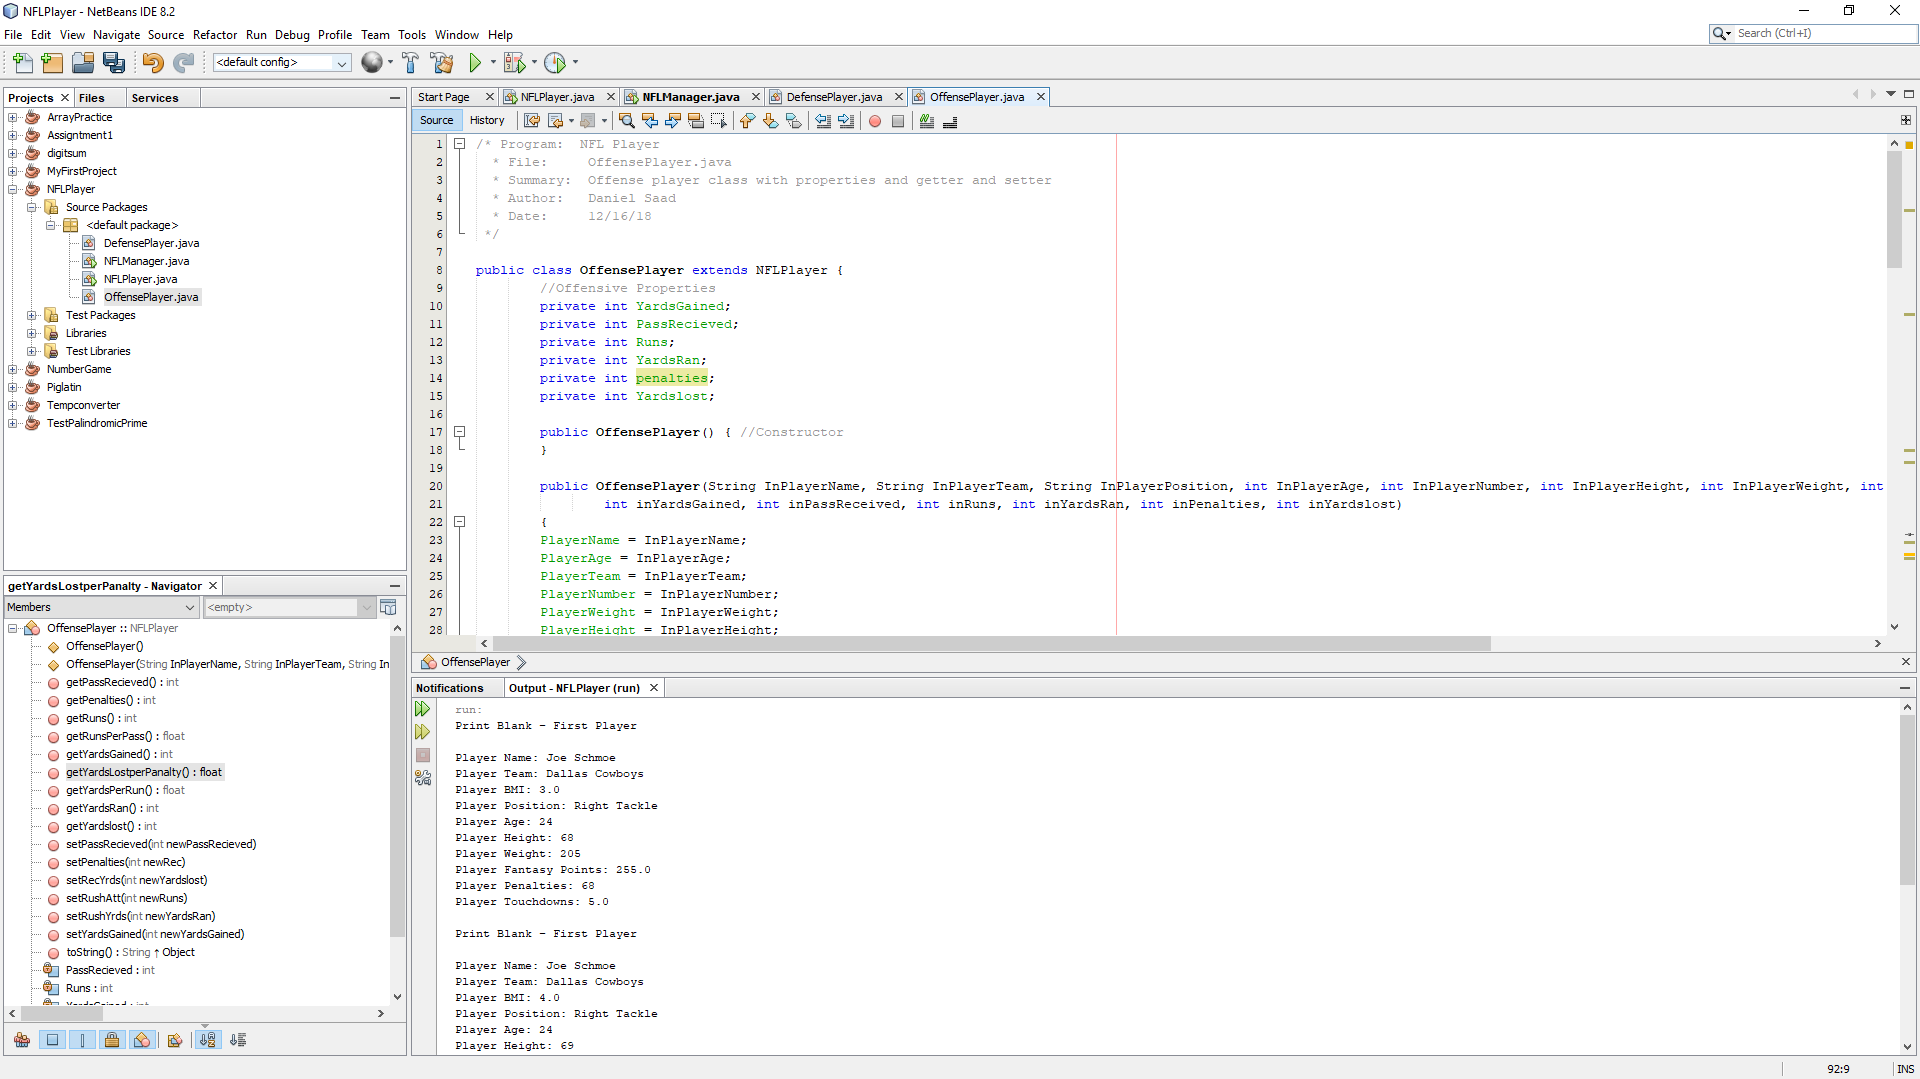 NFLPlayer - NetBeans IDE 8.2
File Edit View Navigate Source Refactor Run Debug Profile Team Tools Window Help
Search (Ctrl+I)
<default config>
Projects Files Services
ArrayPractice
Assigntment1
digitsum
MyFirstProject
NFLPlayer
Source Packages
<default package>
DefensePlayer.java
NFLManager.java
NFLPlayer.java
OffensePlayer.java
Test Packages
Libraries
Test Libraries
NumberGame
Piglatin
Tempconverter
TestPalindromicPrime
getYardsLostperPanalty - Navigator
Members <empty>
OffensePlayer :: NFLPlayer
OffensePlayer()
OffensePlayer(String InPlayerName, String InPlayerTeam, String In
getPassRecieved() : int
getPenalties() : int
getRuns() : int
getRunsPerPass() : float
getYardsGained() : int
getYardsLostperPanalty() : float
getYardsPerRun() : float
getYardsRan() : int
getYardslost() : int
setPassRecieved(int newPassRecieved)
setPenalties(int newRec)
setRecYrds(int newYardslost)
setRushAtt(int newRuns)
setRushYrds(int newYardsRan)
setYardsGained(int newYardsGained)
toString() : String ↑ Object
PassRecieved : int
Runs : int
YardsGained : int
Start Page NFLPlayer.java NFLManager.java DefensePlayer.java OffensePlayer.java
Source History
1 /* Program: NFL Player
2 * File: OffensePlayer.java
3 * Summary: Offense player class with properties and getter and setter
4 * Author: Daniel Saad
5 * Date: 12/16/18
6 */
7
8 public class OffensePlayer extends NFLPlayer {
9 //Offensive Properties
10 private int YardsGained;
11 private int PassRecieved;
12 private int Runs;
13 private int YardsRan;
14 private int penalties;
15 private int Yardslost;
16
17 public OffensePlayer() { //Constructor
18 }
19
20 public OffensePlayer(String InPlayerName, String InPlayerTeam, String InPlayerPosition, int InPlayerAge, int InPlayerNumber, int InPlayerHeight, int InPlayerWeight, int
21 int inYardsGained, int inPassReceived, int inRuns, int inYardsRan, int inPenalties, int inYardslost)
22 {
23 PlayerName = InPlayerName;
24 PlayerAge = InPlayerAge;
25 PlayerTeam = InPlayerTeam;
26 PlayerNumber = InPlayerNumber;
27 PlayerWeight = InPlayerWeight;
28 PlayerHeight = InPlayerHeight;
OffensePlayer
Notifications Output - NFLPlayer (run)
run:
Print Blank - First Player
Player Name: Joe Schmoe
Player Team: Dallas Cowboys
Player BMI: 3.0
Player Position: Right Tackle
Player Age: 24
Player Height: 68
Player Weight: 205
Player Fantasy Points: 255.0
Player Penalties: 68
Player Touchdowns: 5.0
Print Blank - First Player
Player Name: Joe Schmoe
Player Team: Dallas Cowboys
Player BMI: 4.0
Player Position: Right Tackle
Player Age: 24
Player Height: 69
92:9 INS